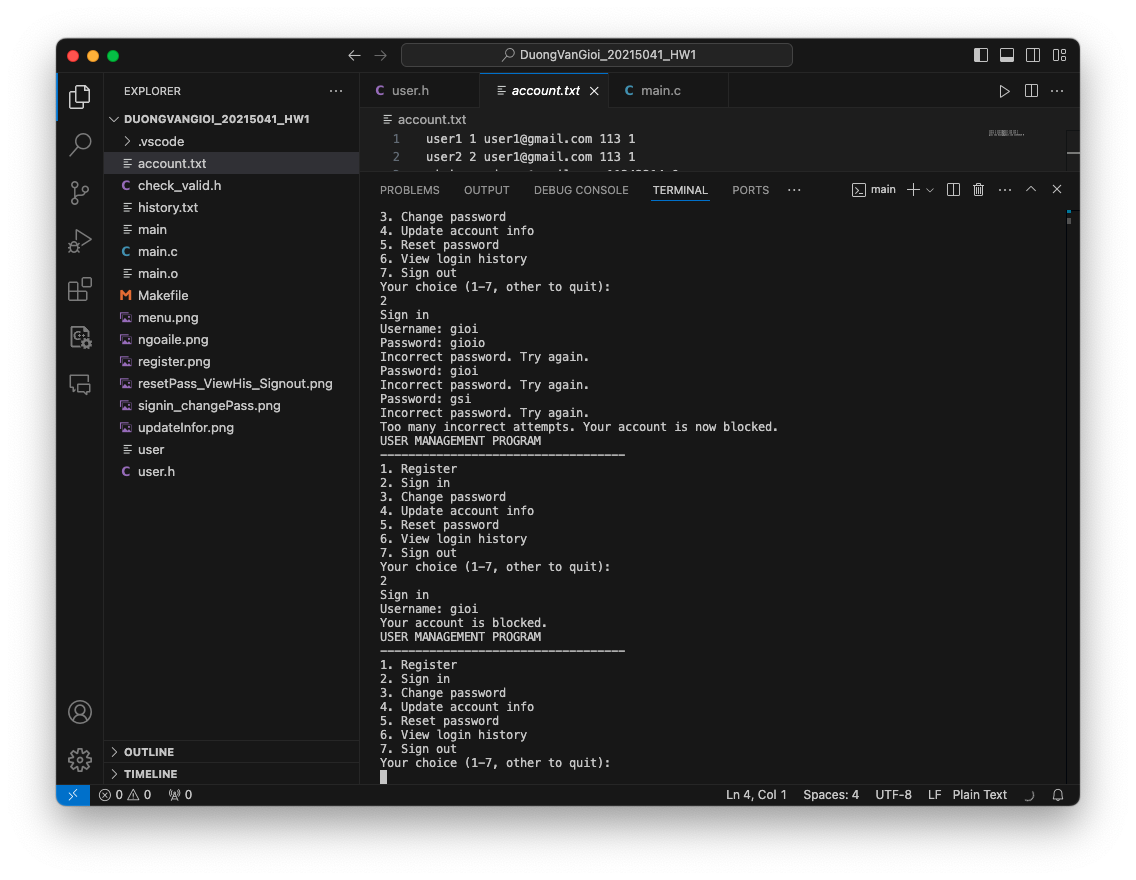 DuongVanGioi_20215041_HW1
EXPLORER
DUONGVANGIOI_20215041_HW1
.vscode
account.txt
check_valid.h
history.txt
main
main.c
main.o
Makefile
menu.png
ngoaile.png
register.png
resetPass_ViewHis_Signout.png
signin_changePass.png
updateInfor.png
user
user.h
OUTLINE
TIMELINE
C user.h account.txt C main.c
account.txt
1 user1 1 user1@gmail.com 113 1
2 user2 2 user1@gmail.com 113 1
PROBLEMS OUTPUT DEBUG CONSOLE TERMINAL PORTS
main
3. Change password
4. Update account info
5. Reset password
6. View login history
7. Sign out
Your choice (1-7, other to quit):
2
Sign in
Username: gioi
Password: gioio
Incorrect password. Try again.
Password: gioi
Incorrect password. Try again.
Password: gsi
Incorrect password. Try again.
Too many incorrect attempts. Your account is now blocked.
USER MANAGEMENT PROGRAM
-----------------------------------
1. Register
2. Sign in
3. Change password
4. Update account info
5. Reset password
6. View login history
7. Sign out
Your choice (1-7, other to quit):
2
Sign in
Username: gioi
Your account is blocked.
USER MANAGEMENT PROGRAM
-----------------------------------
1. Register
2. Sign in
3. Change password
4. Update account info
5. Reset password
6. View login history
7. Sign out
Your choice (1-7, other to quit):
0 0 0 Ln 4, Col 1 Spaces: 4 UTF-8 LF Plain Text